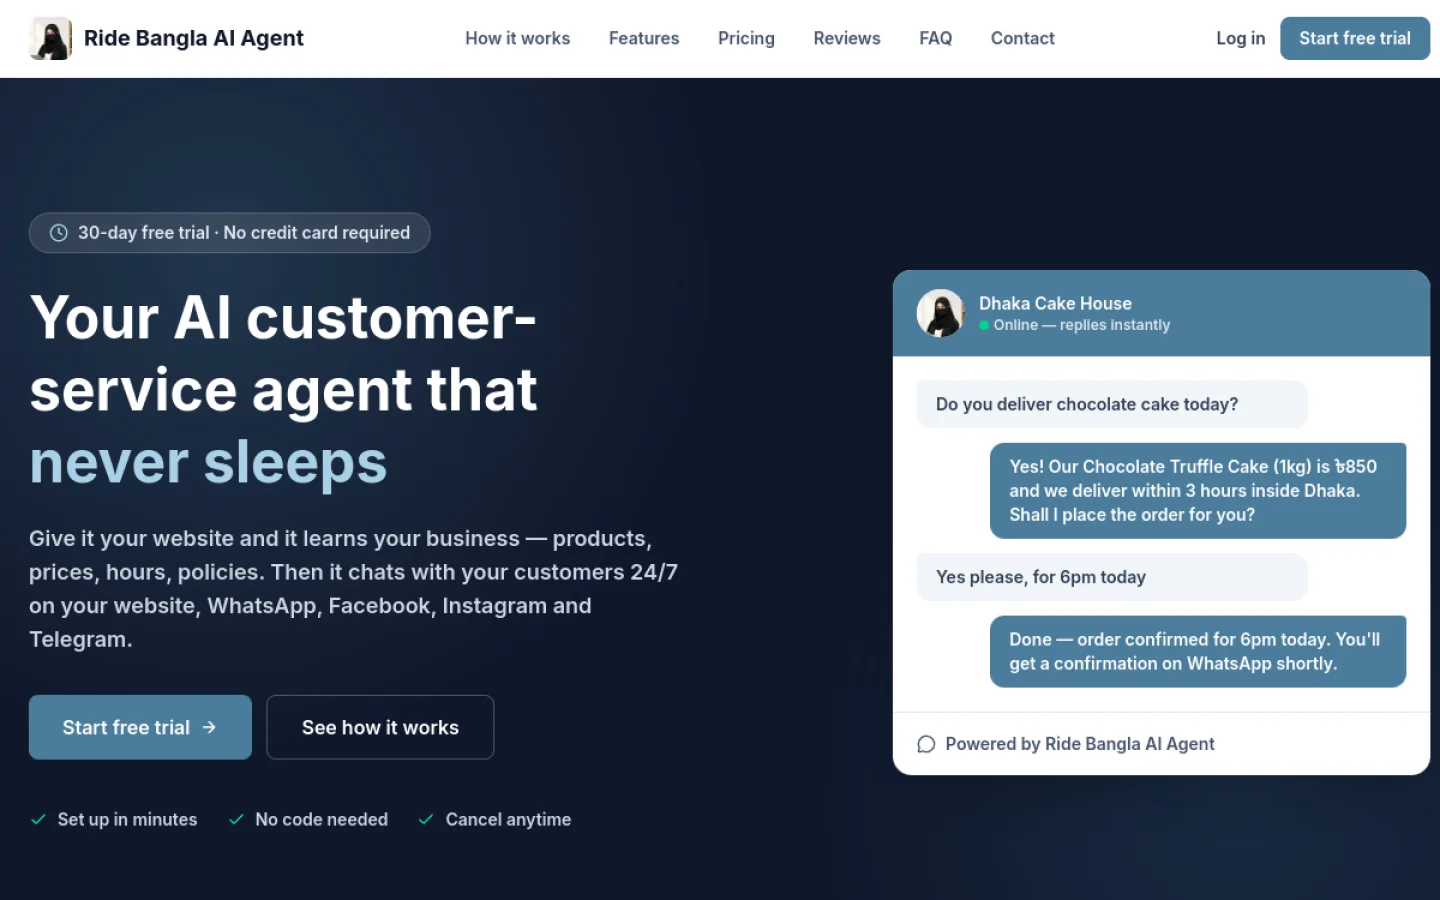 Ride Bangla AI Agent
How it works
Features
Pricing
Reviews
FAQ
Contact
Log in
Start free trial
30-day free trial · No credit card required
Your AI customer-
service agent that
never sleeps
Give it your website and it learns your business — products,
prices, hours, policies. Then it chats with your customers 24/7
on your website, WhatsApp, Facebook, Instagram and
Telegram.
Start free trial →
See how it works
Set up in minutes
No code needed
Cancel anytime
Dhaka Cake House
Online — replies instantly
Do you deliver chocolate cake today?
Yes! Our Chocolate Truffle Cake (1kg) is ৳850
and we deliver within 3 hours inside Dhaka.
Shall I place the order for you?
Yes please, for 6pm today
Done — order confirmed for 6pm today. You'll
get a confirmation on WhatsApp shortly.
Powered by Ride Bangla AI Agent